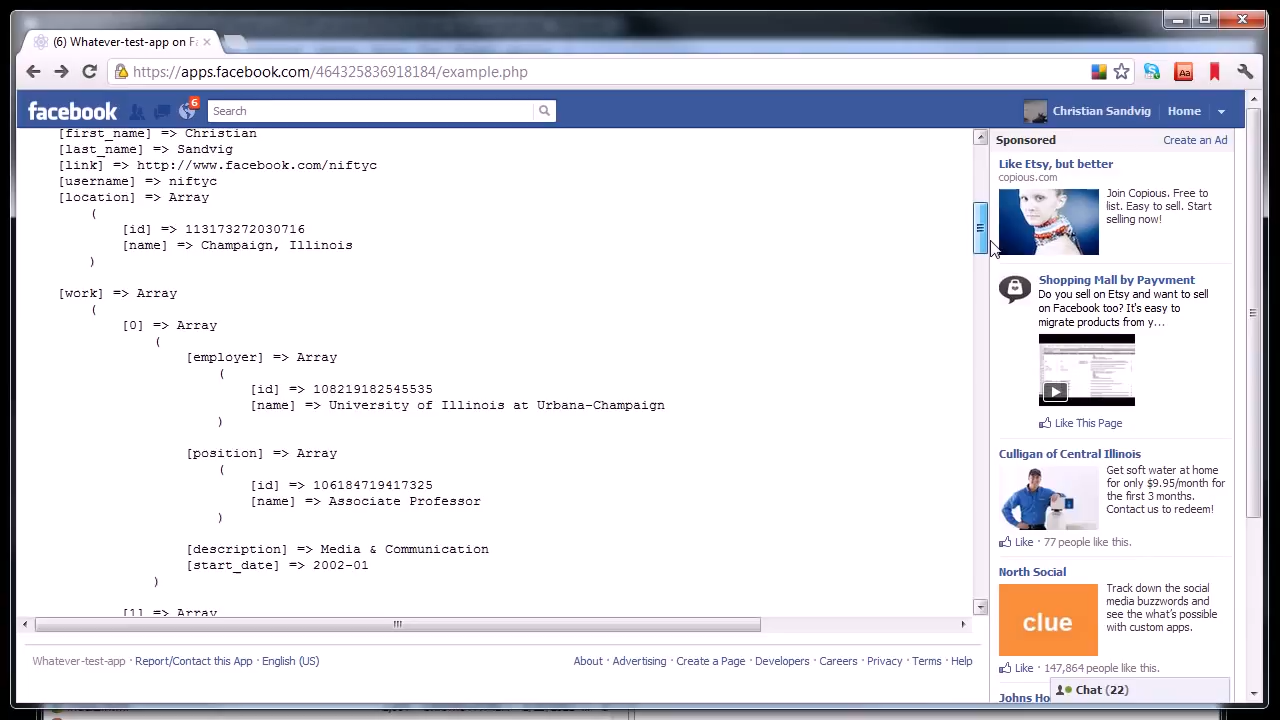 (6) Whatever-test-app on Fa
https://apps.facebook.com/464325836918184/example.php
Aa
facebook
6
Search
Christian Sandvig
Home
[first_name] => Christian
[last_name] => Sandvig
[link] => http://www.facebook.com/niftyc
[username] => niftyc
[location] => Array
(
[id] => 113173272030716
[name] => Champaign, Illinois
)
[work] => Array
(
[0] => Array
(
[employer] => Array
(
[id] => 108219182545535
[name] => University of Illinois at Urbana-Champaign
)
[position] => Array
(
[id] => 106184719417325
[name] => Associate Professor
)
[description] => Media & Communication
[start_date] => 2002-01
)
[1] => Array
Sponsored
Create an Ad
Like Etsy, but better
copious.com
Join Copious. Free to
list. Easy to sell. Start
selling now!
Shopping Mall by Payvment
Do you sell on Etsy and want to sell
on Facebook too? It's easy to
migrate products from y...
Like This Page
Culligan of Central Illinois
Get soft water at home
for only $9.95/month for
the first 3 months.
Contact us to redeem!
Like · 77 people like this.
North Social
clue
Track down the social
media buzzwords and
see the what's possible
with custom apps.
Like · 147,864 people like this.
Johns Ho
Chat (22)
Whatever-test-app · Report/Contact this App · English (US)
About · Advertising · Create a Page · Developers · Careers · Privacy · Terms · Help